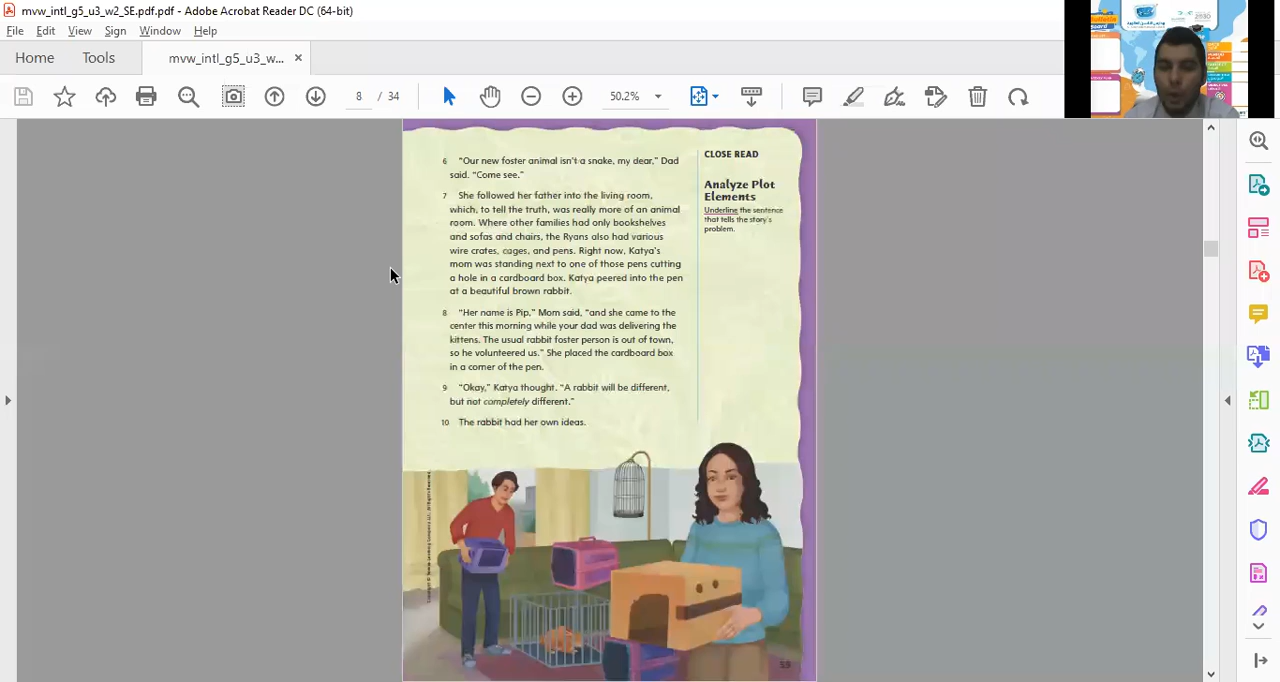 mvw_intl_g5_u3_w2_SE.pdf.pdf - Adobe Acrobat Reader DC (64-bit)
File Edit View Sign Window Help
Home Tools mvw_intl_g5_u3_w... ×
8 / 34 50.2%
6 “Our new foster animal isn’t a snake, my dear,” Dad
said. “Come see.”
7 She followed her father into the living room,
which, to tell the truth, was really more of an animal
room. Where other families had only bookshelves
and sofas and chairs, the Ryans also had various
wire crates, cages, and pens. Right now, Katya’s
mom was standing next to one of those pens cutting
a hole in a cardboard box. Katya peered into the pen
at a beautiful brown rabbit.
8 “Her name is Pip,” Mom said, “and she came to the
center this morning while your dad was delivering the
kittens. The usual rabbit foster person is out of town,
so he volunteered us.” She placed the cardboard box
in a corner of the pen.
9 “Okay,” Katya thought. “A rabbit will be different,
but not completely different.”
10 The rabbit had her own ideas.
CLOSE READ
Analyze Plot
Elements
Underline the sentence
that tells the story’s
problem.